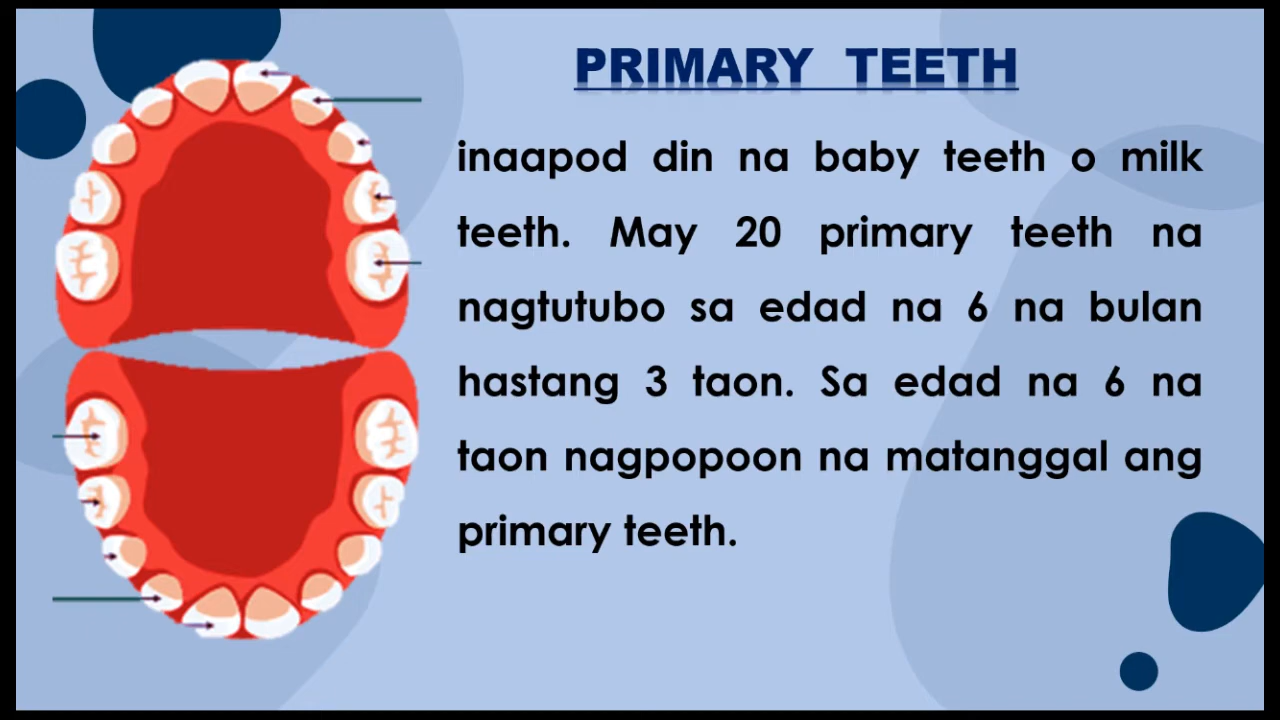 PRIMARY TEETH
inaapod din na baby teeth o milk
teeth. May 20 primary teeth na
nagtutubo sa edad na 6 na bulan
hastang 3 taon. Sa edad na 6 na
taon nagpopoon na matanggal ang
primary teeth.